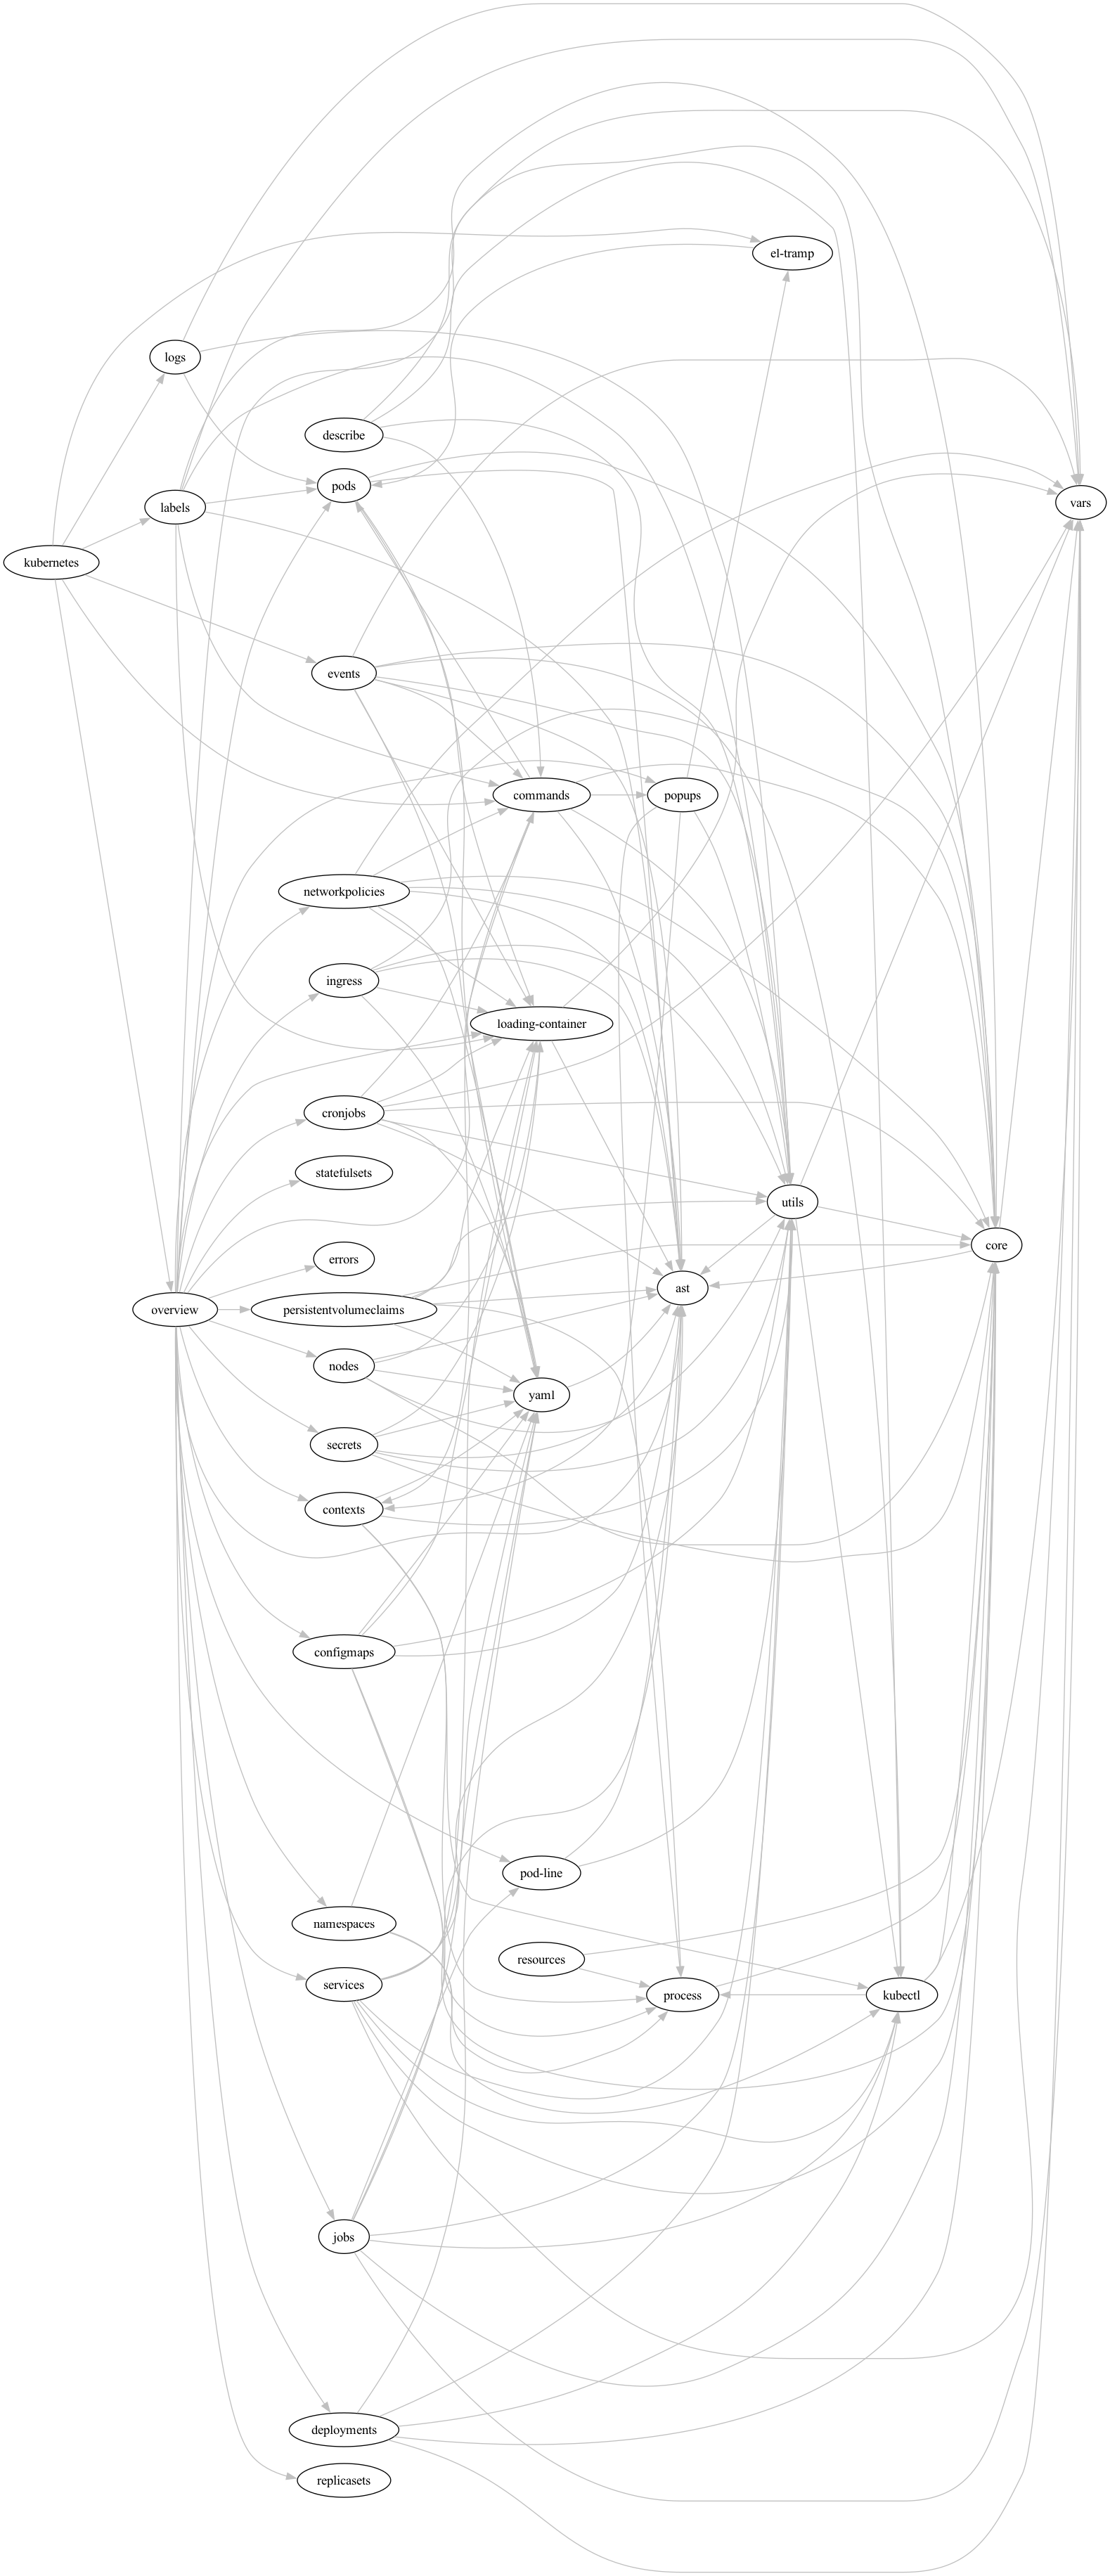 el-tramp
logs
describe
pods
vars
labels
kubernetes
events
commands
popups
networkpolicies
ingress
loading-container
cronjobs
statefulsets
utils
core
errors
ast
overview
persistentvolumeclaims
nodes
yaml
secrets
contexts
configmaps
pod-line
namespaces
resources
services
process
kubectl
jobs
deployments
replicasets